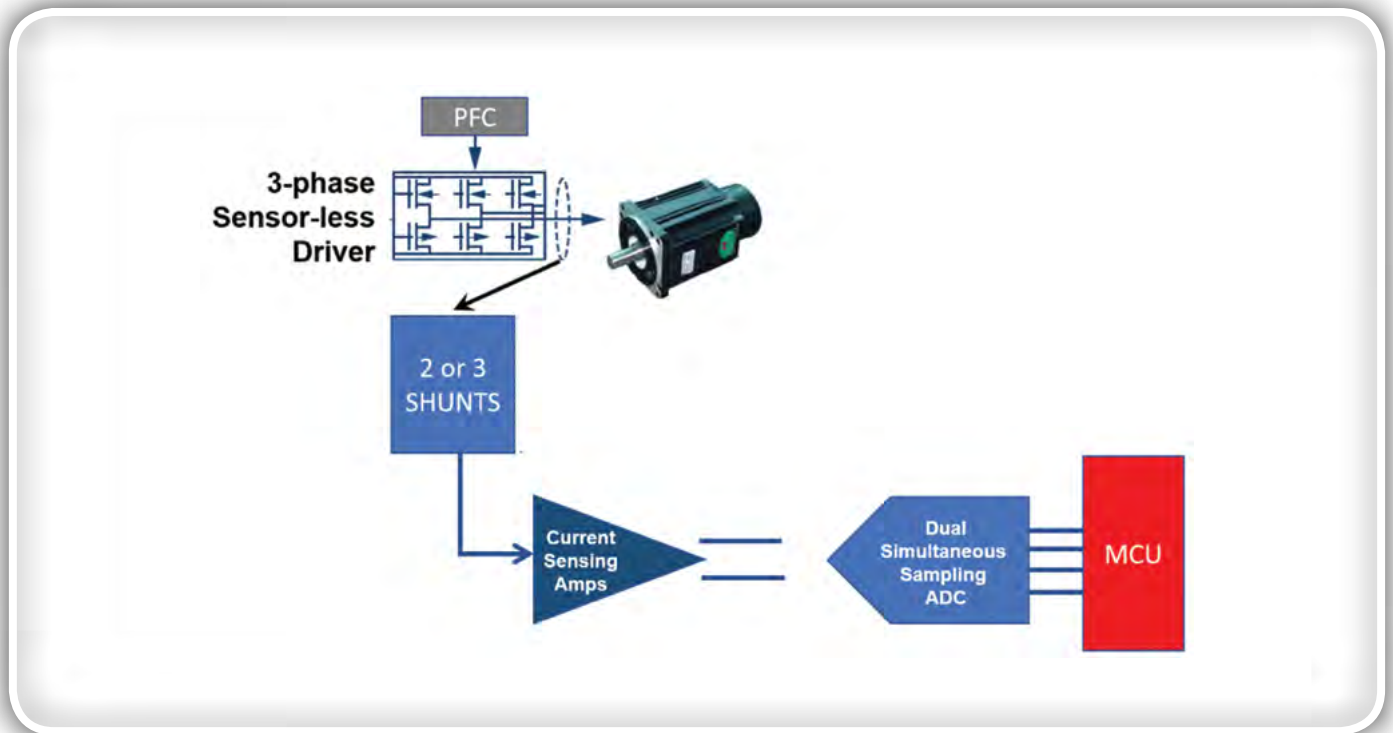 PFC
3-phase
Sensor-less
Driver
2 or 3
SHUNTS
Current
Sensing
Amps
Dual
Simultaneous
Sampling
ADC
MCU